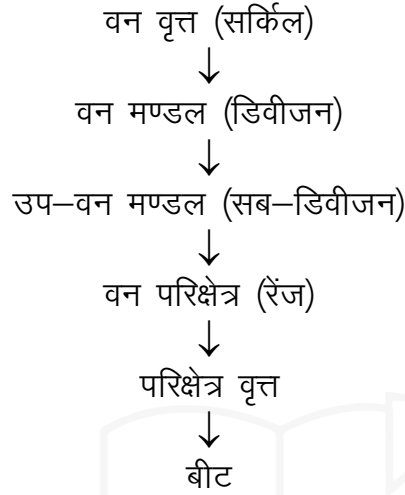 वन वृत्त (सर्किल)
↓
वन मण्डल (डिवीजन)
↓
उप–वन मण्डल (सब–डिवीजन)
↓
वन परिक्षेत्र (रेंज)
↓
परिक्षेत्र वृत्त
↓
बीट